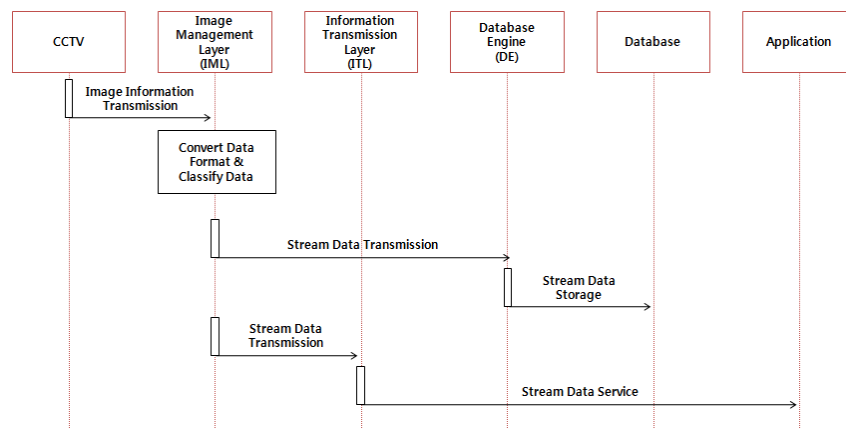 CCTV
Image
Management
Layer
(IML)
Information
Transmission
Layer
(ITL)
Database
Engine
(DE)
Database
Application
Image Information
Transmission
Convert Data
Format &
Classify Data
Stream Data Transmission
Stream Data
Storage
Stream Data
Transmission
Stream Data Service